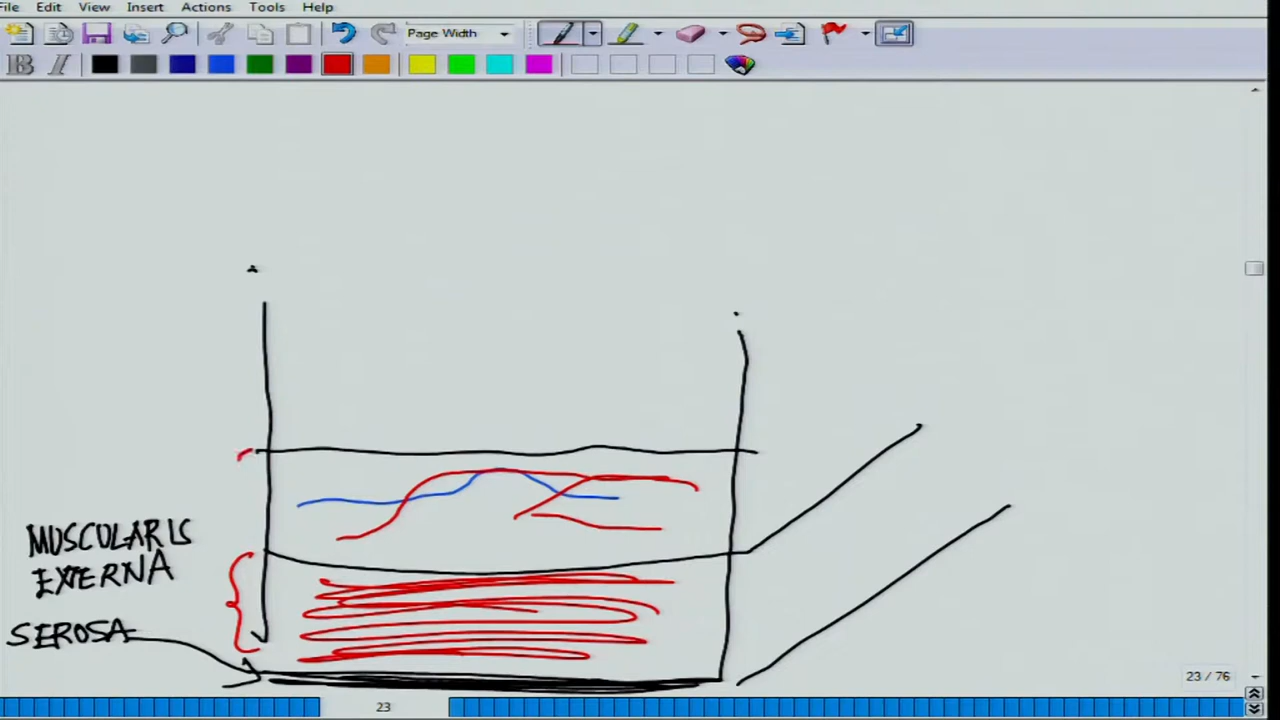 File Edit View Insert Actions Tools Help
Page Width
B I
MUSCULARIS
EXTERNA
SEROSA
23 / 76
23